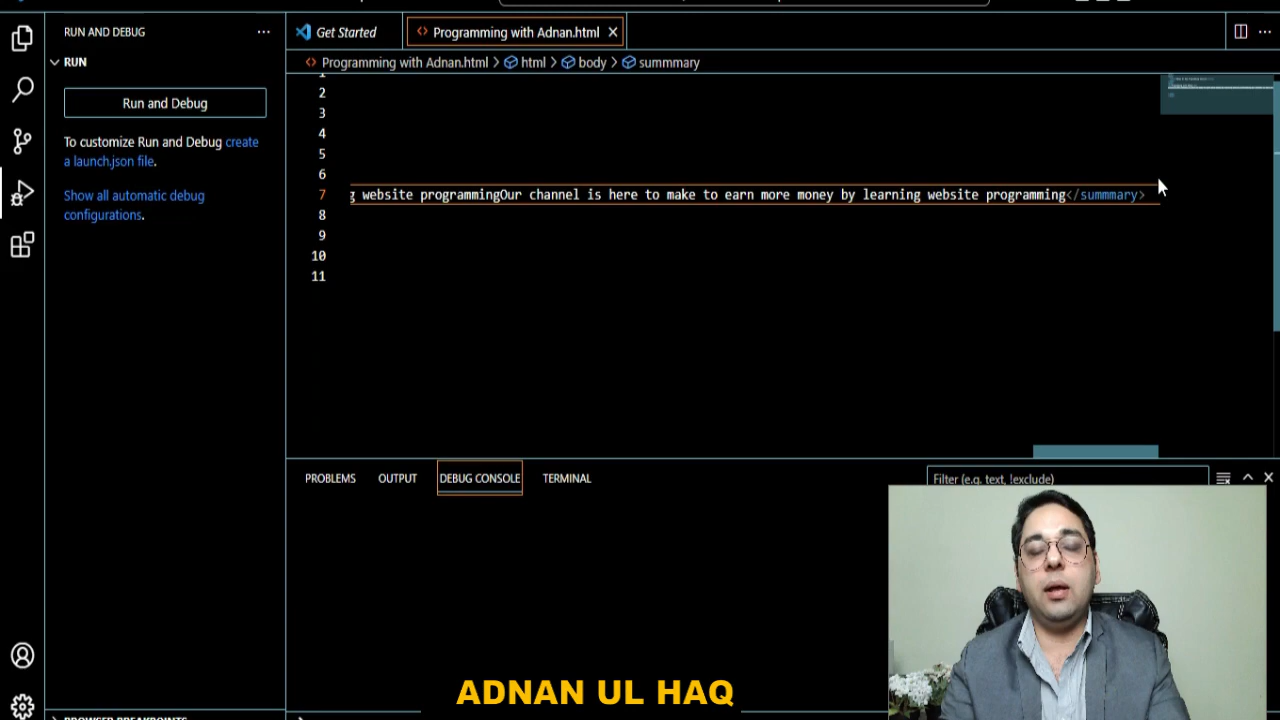 RUN AND DEBUG
Get Started
Programming with Adnan.html
RUN
Programming with Adnan.html > html > body > summmary
Run and Debug
To customize Run and Debug create
a launch.json file.
Show all automatic debug
configurations.
1
2
3
4
5
6
7 g website programmingOur channel is here to make to earn more money by learning website programming</summmary>
8
9
10
11
PROBLEMS OUTPUT DEBUG CONSOLE TERMINAL
Filter (e.g. text, !exclude)
ADNAN UL HAQ
BROWSER BREAKPOINTS